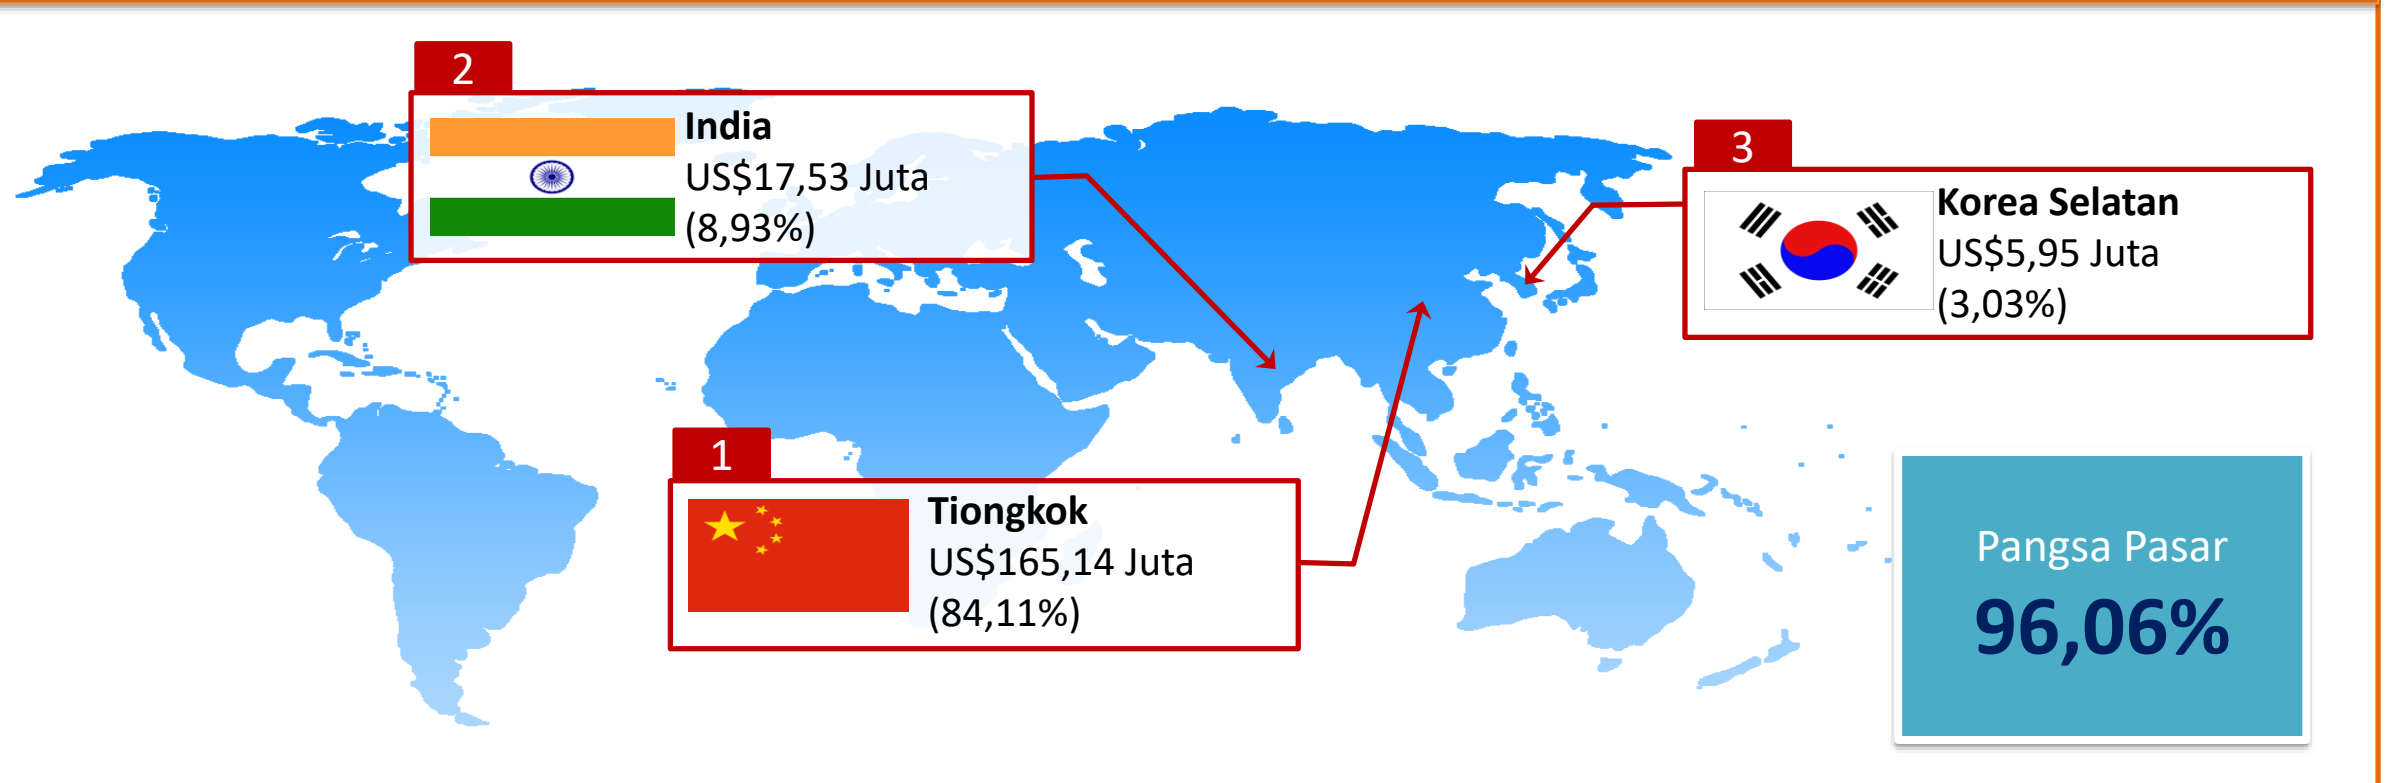 2
India
US$17,53 Juta
(8,93%)
3
Korea Selatan
US$5,95 Juta
(3,03%)
1
Tiongkok
US$165,14 Juta
(84,11%)
Pangsa Pasar
96,06%